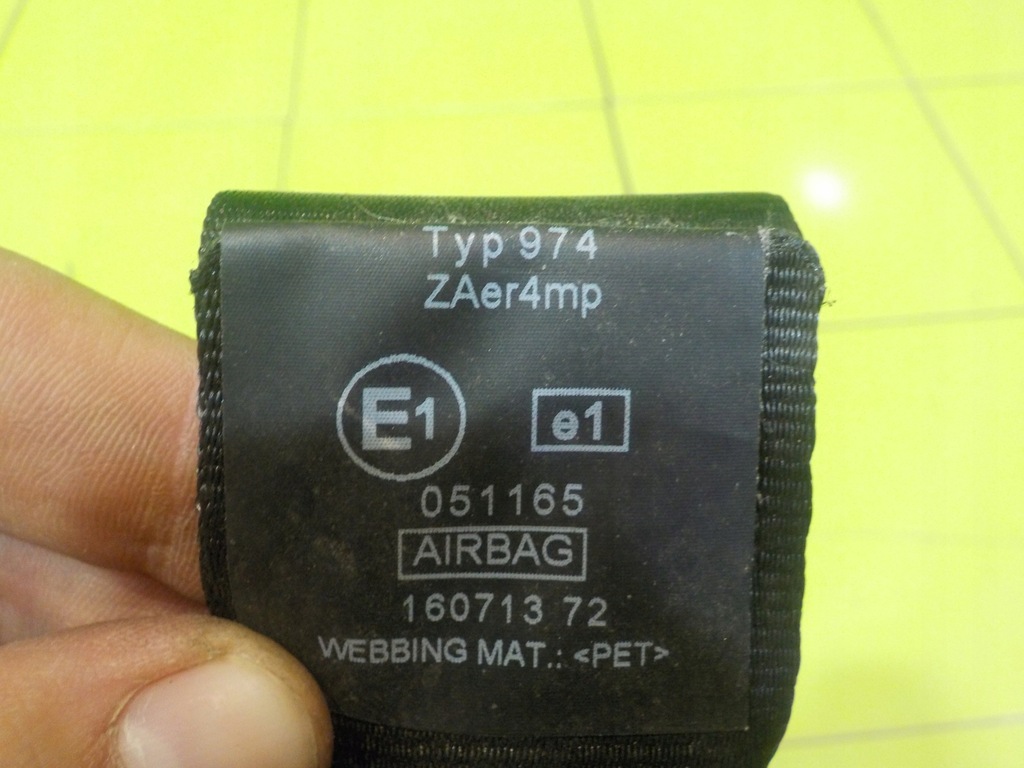 Typ 974
ZAer4mp
E1 e1
051165
AIRBAG
160713 72
WEBBING MAT.: <PET>